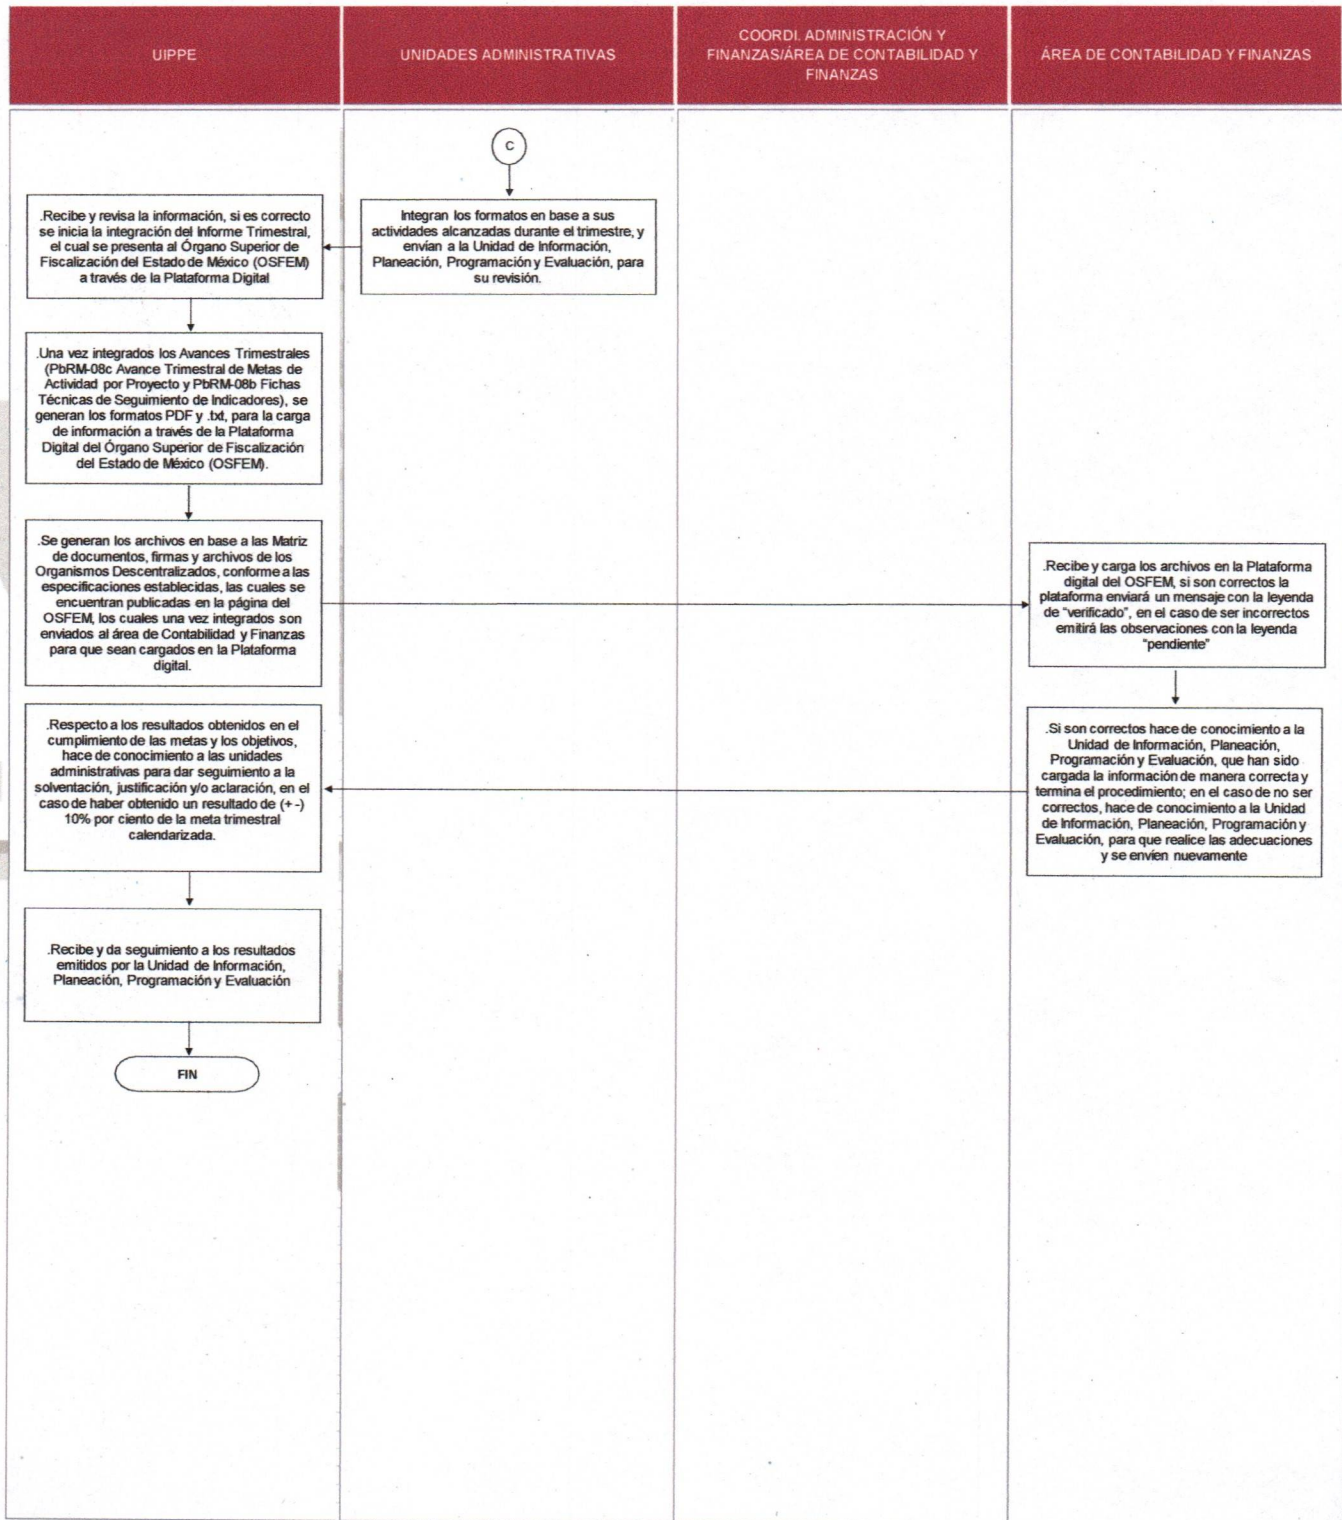 UIPPE
UNIDADES ADMINISTRATIVAS
COORDI. ADMINISTRACIÓN Y
FINANZAS/ÁREA DE CONTABILIDAD Y
FINANZAS
ÁREA DE CONTABILIDAD Y FINANZAS
C
Integran los formatos en base a sus
actividades alcanzadas durante el trimestre, y
envían a la Unidad de Información,
Planeación, Programación y Evaluación, para
su revisión.
.Recibe y revisa la información, si es correcto
se inicia la integración del Informe Trimestral,
el cual se presenta al Órgano Superior de
Fiscalización del Estado de México (OSFEM)
a través de la Plataforma Digital
.Una vez integrados los Avances Trimestrales
(PbRM-08c Avance Trimestral de Metas de
Actividad por Proyecto y PbRM-08b Fichas
Técnicas de Seguimiento de Indicadores), se
generan los formatos PDF y .txt, para la carga
de información a través de la Plataforma
Digital del Órgano Superior de Fiscalización
del Estado de México (OSFEM).
.Se generan los archivos en base a las Matriz
de documentos, firmas y archivos de los
Organismos Descentralizados, conforme a las
especificaciones establecidas, las cuales se
encuentran publicadas en la página del
OSFEM, los cuales una vez integrados son
enviados al área de Contabilidad y Finanzas
para que sean cargados en la Plataforma
digital.
.Recibe y carga los archivos en la Plataforma
digital del OSFEM, si son correctos la
plataforma enviará un mensaje con la leyenda
de "verificado", en el caso de ser incorrectos
emitirá las observaciones con la leyenda
"pendiente"
.Si son correctos hace de conocimiento a la
Unidad de Información, Planeación,
Programación y Evaluación, que han sido
cargada la información de manera correcta y
termina el procedimiento; en el caso de no ser
correctos, hace de conocimiento a la Unidad
de Información, Planeación, Programación y
Evaluación, para que realice las adecuaciones
y se envíen nuevamente
.Respecto a los resultados obtenidos en el
cumplimiento de las metas y los objetivos,
hace de conocimiento a las unidades
administrativas para dar seguimiento a la
solventación, justificación y/o aclaración, en el
caso de haber obtenido un resultado de (+ -)
10% por ciento de la meta trimestral
calendarizada.
.Recibe y da seguimiento a los resultados
emitidos por la Unidad de Información,
Planeación, Programación y Evaluación
FIN